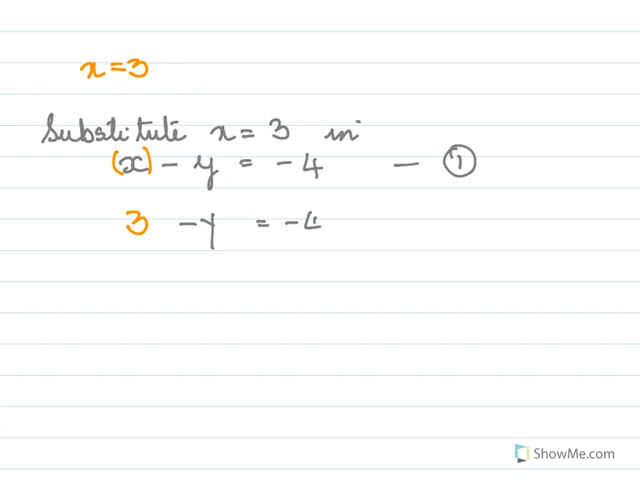 x = 3
Substitute x = 3 in
(x) - y = - 4 — ①
3 - y = - 4
ShowMe.com